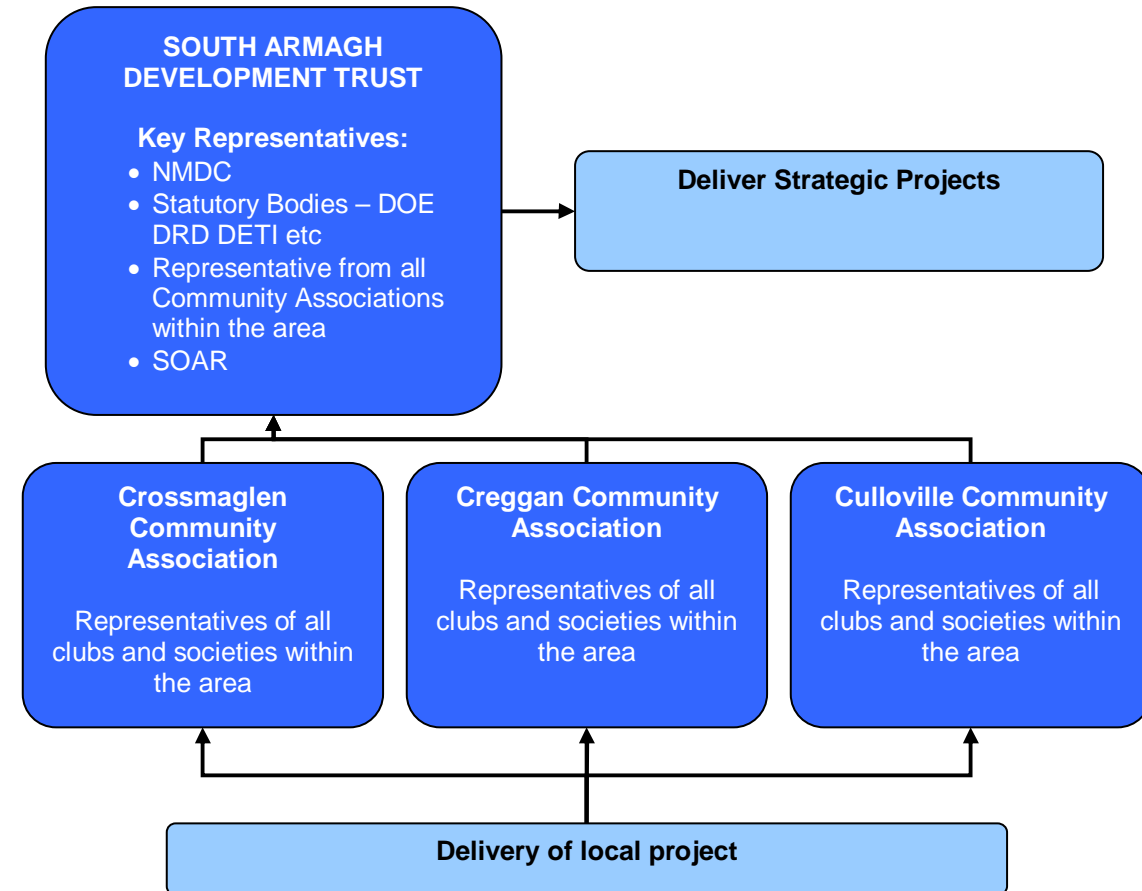 SOUTH ARMAGH
DEVELOPMENT TRUST
Key Representatives:
• NMDC
• Statutory Bodies – DOE
DRD DETI etc
• Representative from all
Community Associations
within the area
• SOAR
Deliver Strategic Projects
Crossmaglen
Community
Association
Representatives of all
clubs and societies within
the area
Creggan Community
Association
Representatives of all
clubs and societies within
the area
Culloville Community
Association
Representatives of all
clubs and societies within
the area
Delivery of local project